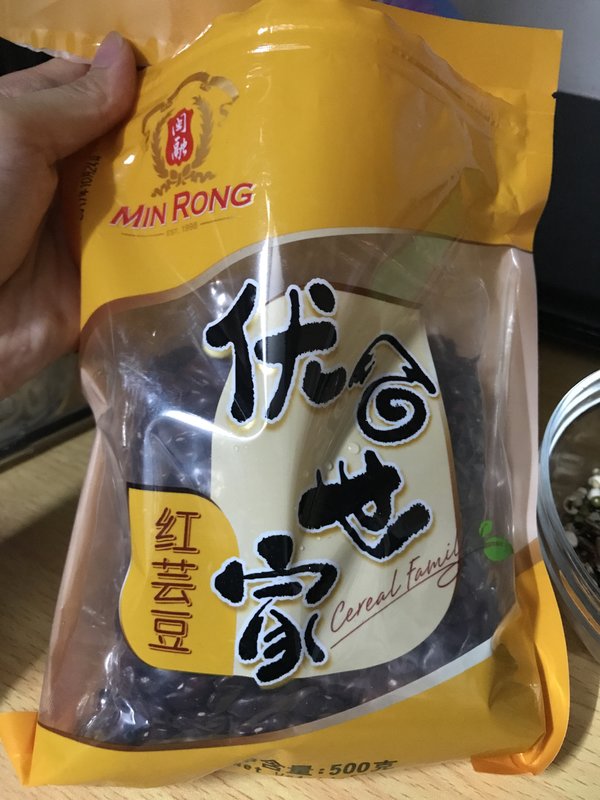 闽融
MIN RONG
EST. 1998
优谷世家
红芸豆
Cereal Family
含量:500克